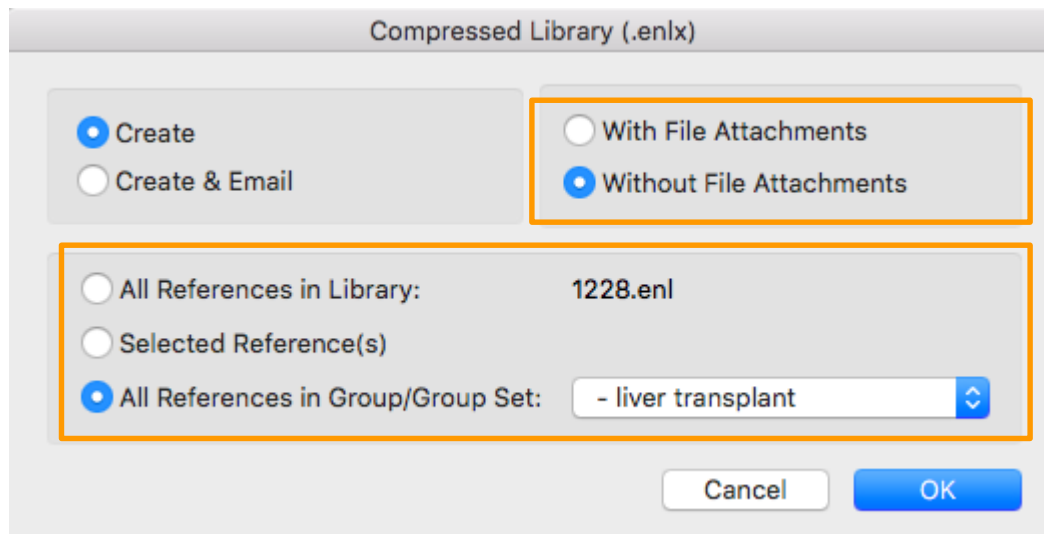 Compressed Library (.enlx)
Create
Create & Email
With File Attachments
Without File Attachments
All References in Library: 1228.enl
Selected Reference(s)
All References in Group/Group Set: - liver transplant
Cancel OK